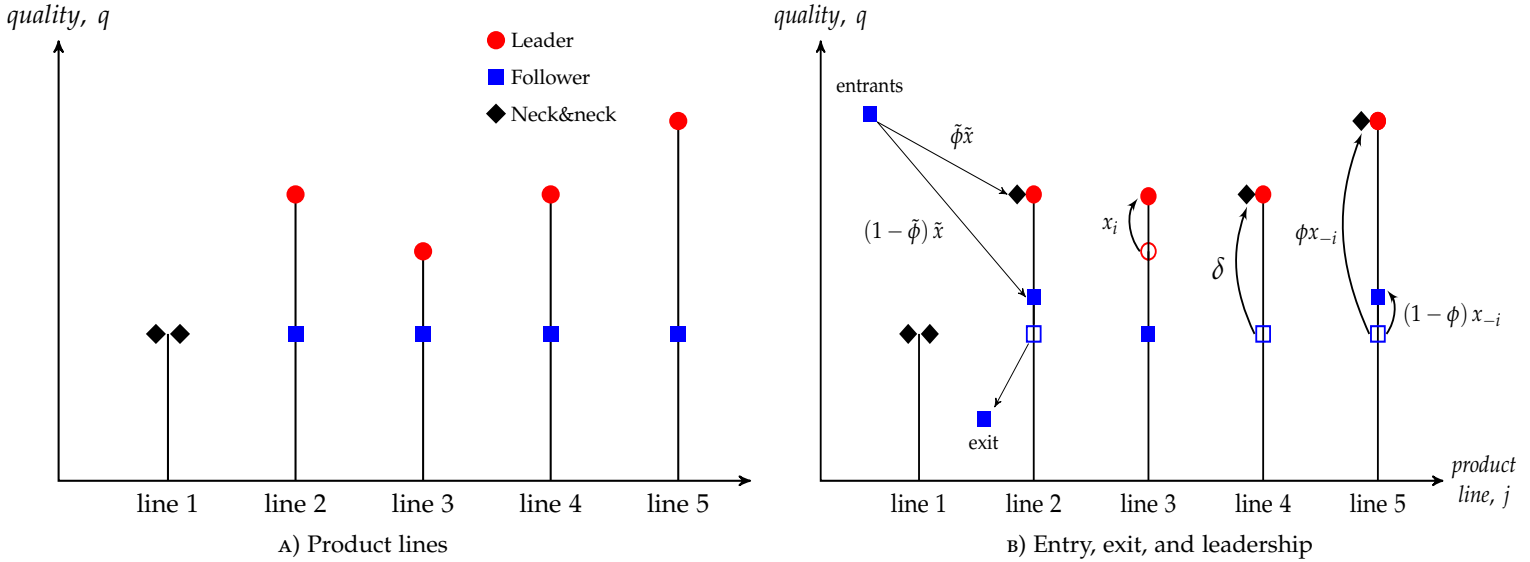 quality, q
Leader
Follower
Neck&neck
line 1 line 2 line 3 line 4 line 5
A) Product lines
quality, q
entrants
ϕ̃x̃
(1 − ϕ̃) x̃
x_i
δ
ϕx_{−i}
(1 − ϕ) x_{−i}
exit
product
line, j
line 1 line 2 line 3 line 4 line 5
B) Entry, exit, and leadership